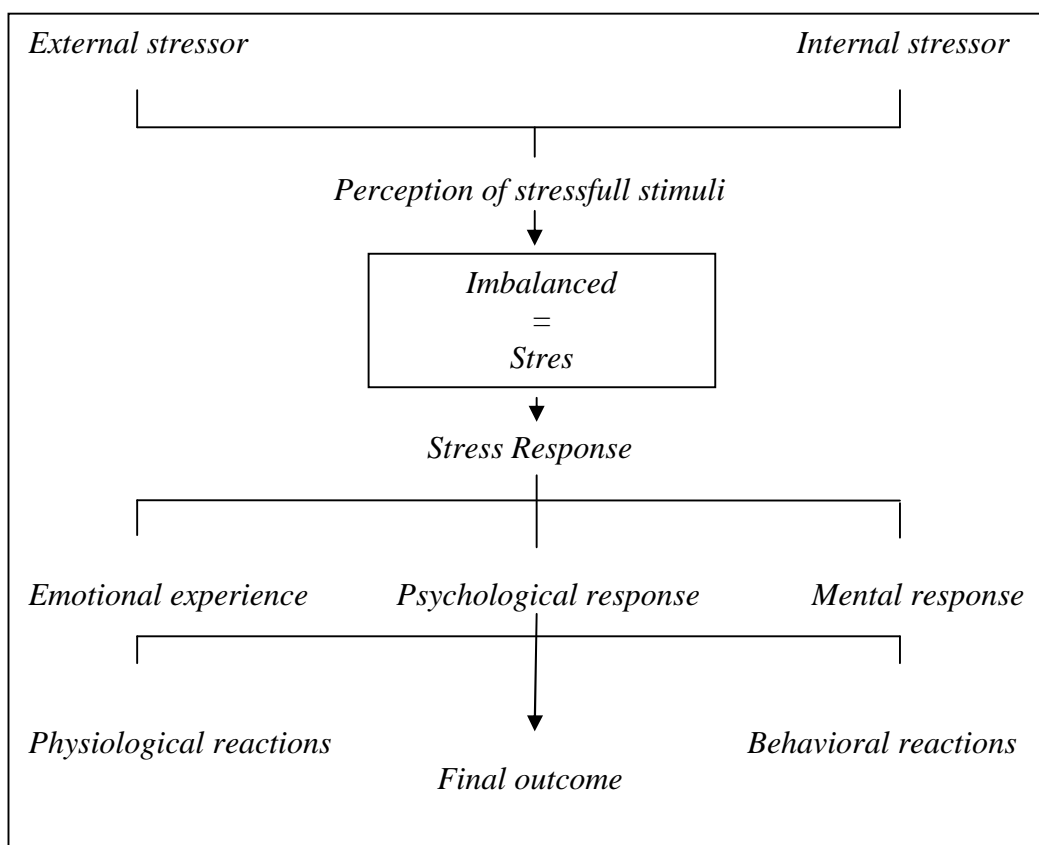 External stressor
Internal stressor
Perception of stressfull stimuli
Imbalanced
=
Stres
Stress Response
Emotional experience
Psychological response
Mental response
Physiological reactions
Behavioral reactions
Final outcome